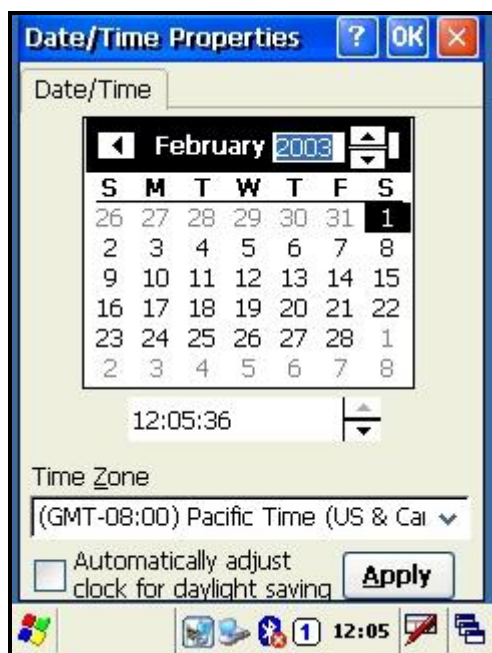 Date/Time Properties ? OK
Date/Time
February 2003
S M T W T F S
26 27 28 29 30 31 1
2 3 4 5 6 7 8
9 10 11 12 13 14 15
16 17 18 19 20 21 22
23 24 25 26 27 28 1
2 3 4 5 6 7 8
12:05:36
Time Zone
(GMT-08:00) Pacific Time (US & Ca
Automatically adjust
clock for daylight saving
Apply
1 12:05